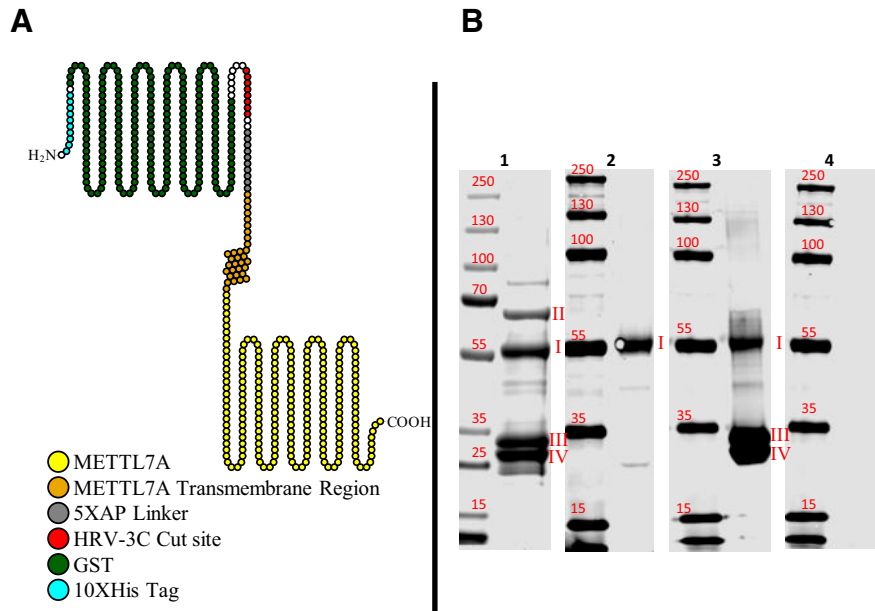 A
B
H₂N
COOH
METTL7A
METTL7A Transmembrane Region
5XAP Linker
HRV-3C Cut site
GST
10XHis Tag
1
2
3
4
250
130
100
70
55
35
25
15
II
I
III
IV
250
130
100
55
35
15
I
250
130
100
55
35
15
I
III
IV
250
130
100
55
35
15